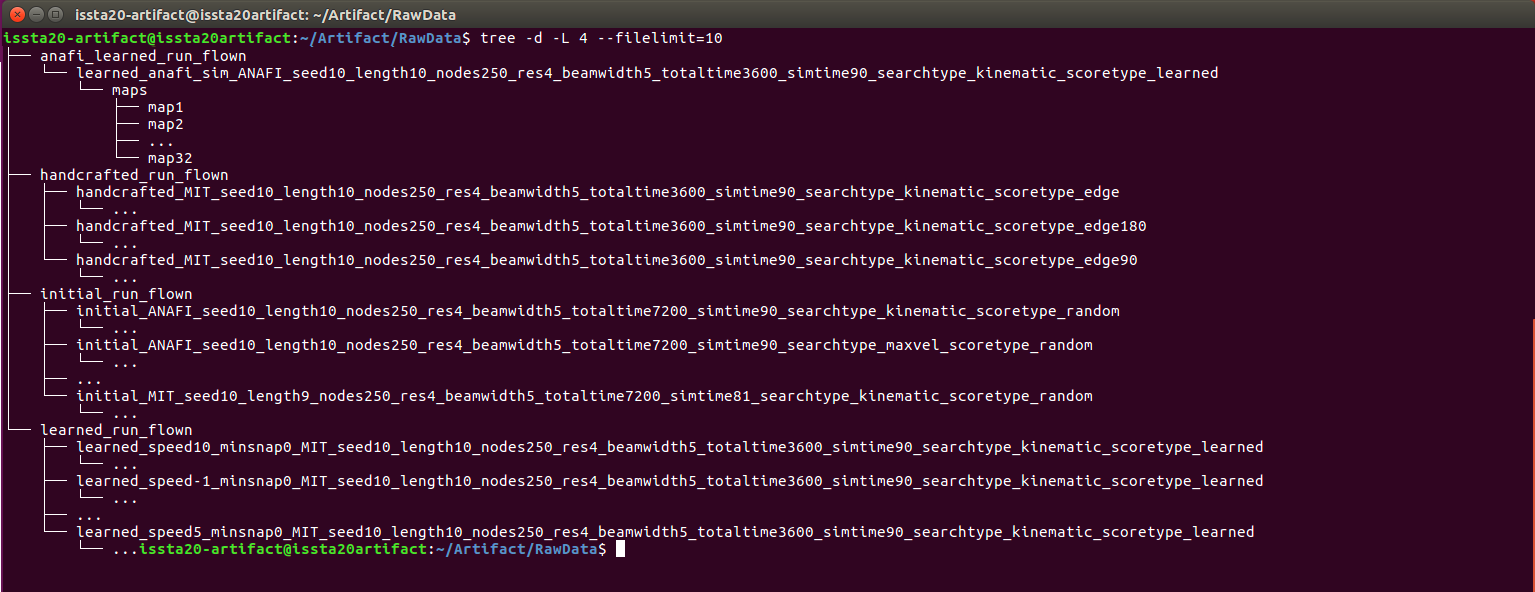 issta20-artifact@issta20artifact: ~/Artifact/RawData
issta20-artifact@issta20artifact:~/Artifact/RawData$ tree -d -L 4 --filelimit=10
├── anafi_learned_run_flown
│   └── learned_anafi_sim_ANAFI_seed10_length10_nodes250_res4_beamwidth5_totaltime3600_simtime90_searchtype_kinematic_scoretype_learned
│       └── maps
│           ├── map1
│           ├── map2
│           ├── ...
│           └── map32
├── handcrafted_run_flown
│   ├── handcrafted_MIT_seed10_length10_nodes250_res4_beamwidth5_totaltime3600_simtime90_searchtype_kinematic_scoretype_edge
│   │   └── ...
│   ├── handcrafted_MIT_seed10_length10_nodes250_res4_beamwidth5_totaltime3600_simtime90_searchtype_kinematic_scoretype_edge180
│   │   └── ...
│   └── handcrafted_MIT_seed10_length10_nodes250_res4_beamwidth5_totaltime3600_simtime90_searchtype_kinematic_scoretype_edge90
│       └── ...
├── initial_run_flown
│   ├── initial_ANAFI_seed10_length10_nodes250_res4_beamwidth5_totaltime7200_simtime90_searchtype_kinematic_scoretype_random
│   │   └── ...
│   ├── initial_ANAFI_seed10_length10_nodes250_res4_beamwidth5_totaltime7200_simtime90_searchtype_maxvel_scoretype_random
│   │   └── ...
│   ├── ...
│   └── initial_MIT_seed10_length9_nodes250_res4_beamwidth5_totaltime7200_simtime81_searchtype_kinematic_scoretype_random
│       └── ...
└── learned_run_flown
    ├── learned_speed10_minsnap0_MIT_seed10_length10_nodes250_res4_beamwidth5_totaltime3600_simtime90_searchtype_kinematic_scoretype_learned
    │   └── ...
    ├── learned_speed-1_minsnap0_MIT_seed10_length10_nodes250_res4_beamwidth5_totaltime3600_simtime90_searchtype_kinematic_scoretype_learned
    │   └── ...
    ├── ...
    └── learned_speed5_minsnap0_MIT_seed10_length10_nodes250_res4_beamwidth5_totaltime3600_simtime90_searchtype_kinematic_scoretype_learned
        └── ...issta20-artifact@issta20artifact:~/Artifact/RawData$